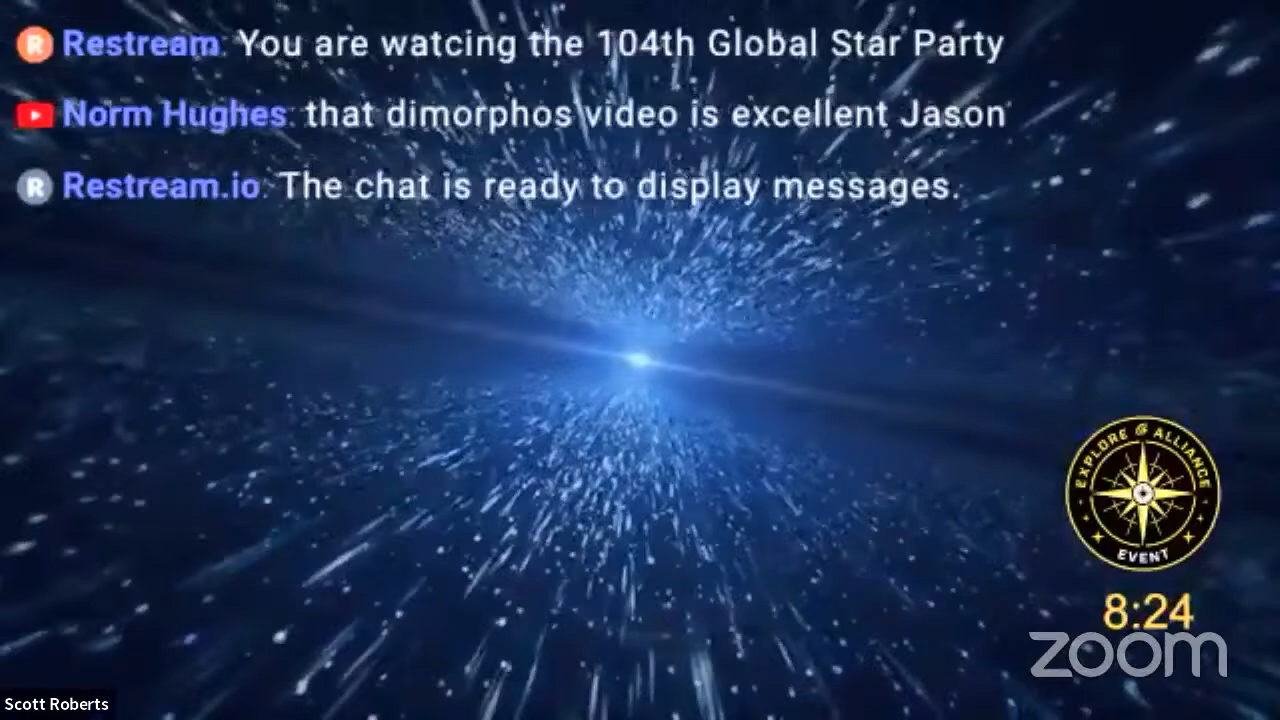 R Restream: You are watcing the 104th Global Star Party
Norm Hughes: that dimorphos video is excellent Jason
R Restream.io: The chat is ready to display messages.
EXPLORE ALLIANCE
EVENT
8:24
zoom
Scott Roberts